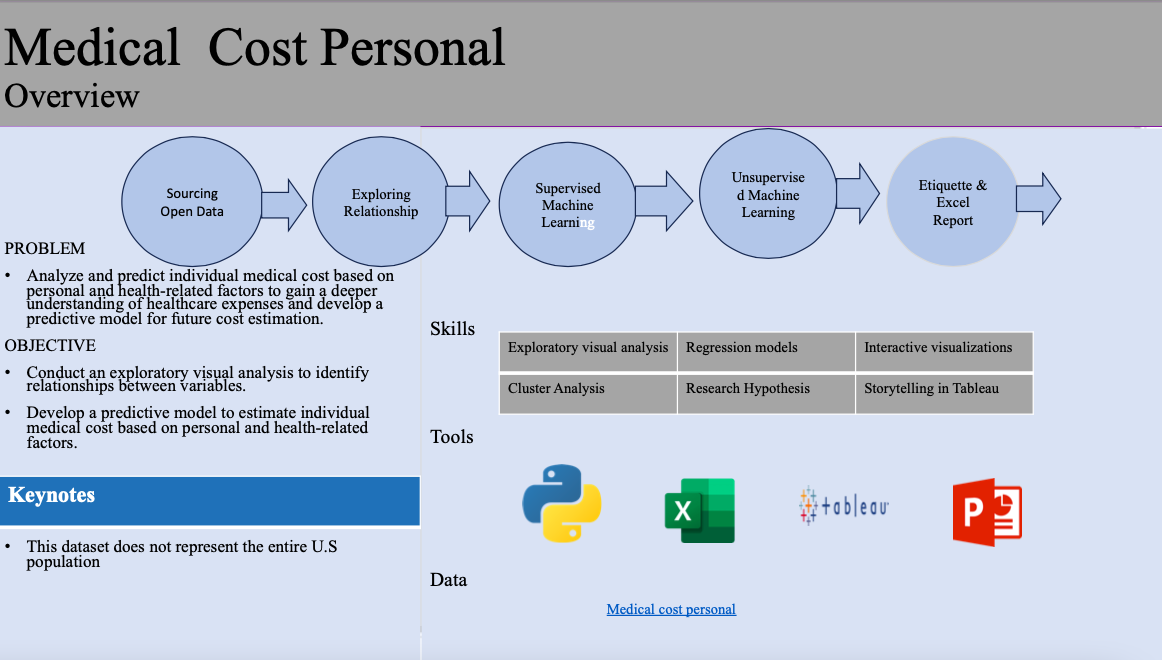 Medical  Cost Personal
Overview
Sourcing
Open Data
Exploring
Relationship
Supervised
Machine
Learning
Unsupervise
d Machine
Learning
Etiquette &
Excel
Report
PROBLEM
• Analyze and predict individual medical cost based on
personal and health-related factors to gain a deeper
understanding of healthcare expenses and develop a
predictive model for future cost estimation.
OBJECTIVE
• Conduct an exploratory visual analysis to identify
relationships between variables.
• Develop a predictive model to estimate individual
medical cost based on personal and health-related
factors.
Keynotes
• This dataset does not represent the entire U.S
population
Skills
Exploratory visual analysis
Regression models
Interactive visualizations
Cluster Analysis
Research Hypothesis
Storytelling in Tableau
Tools
X
tableau
P
Data
Medical cost personal